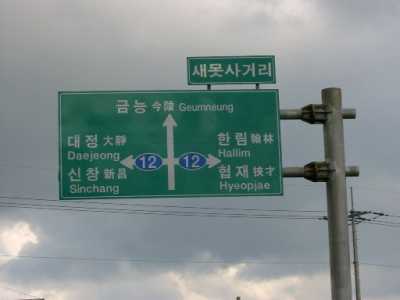 새못사거리
금능 今陵 Geumneung
대정 大靜
Daejeong
신창 新昌
Sinchang
12
12
한림 翰林
Hallim
협재 挾才
Hyeopjae